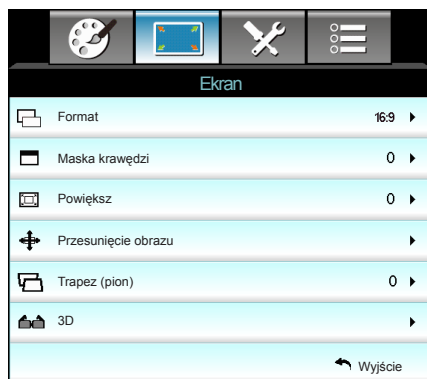 Ekran
Format 16:9
Maska krawędzi 0
Powiększ 0
Przesunięcie obrazu
Trapez (pion) 0
3D
Wyjście